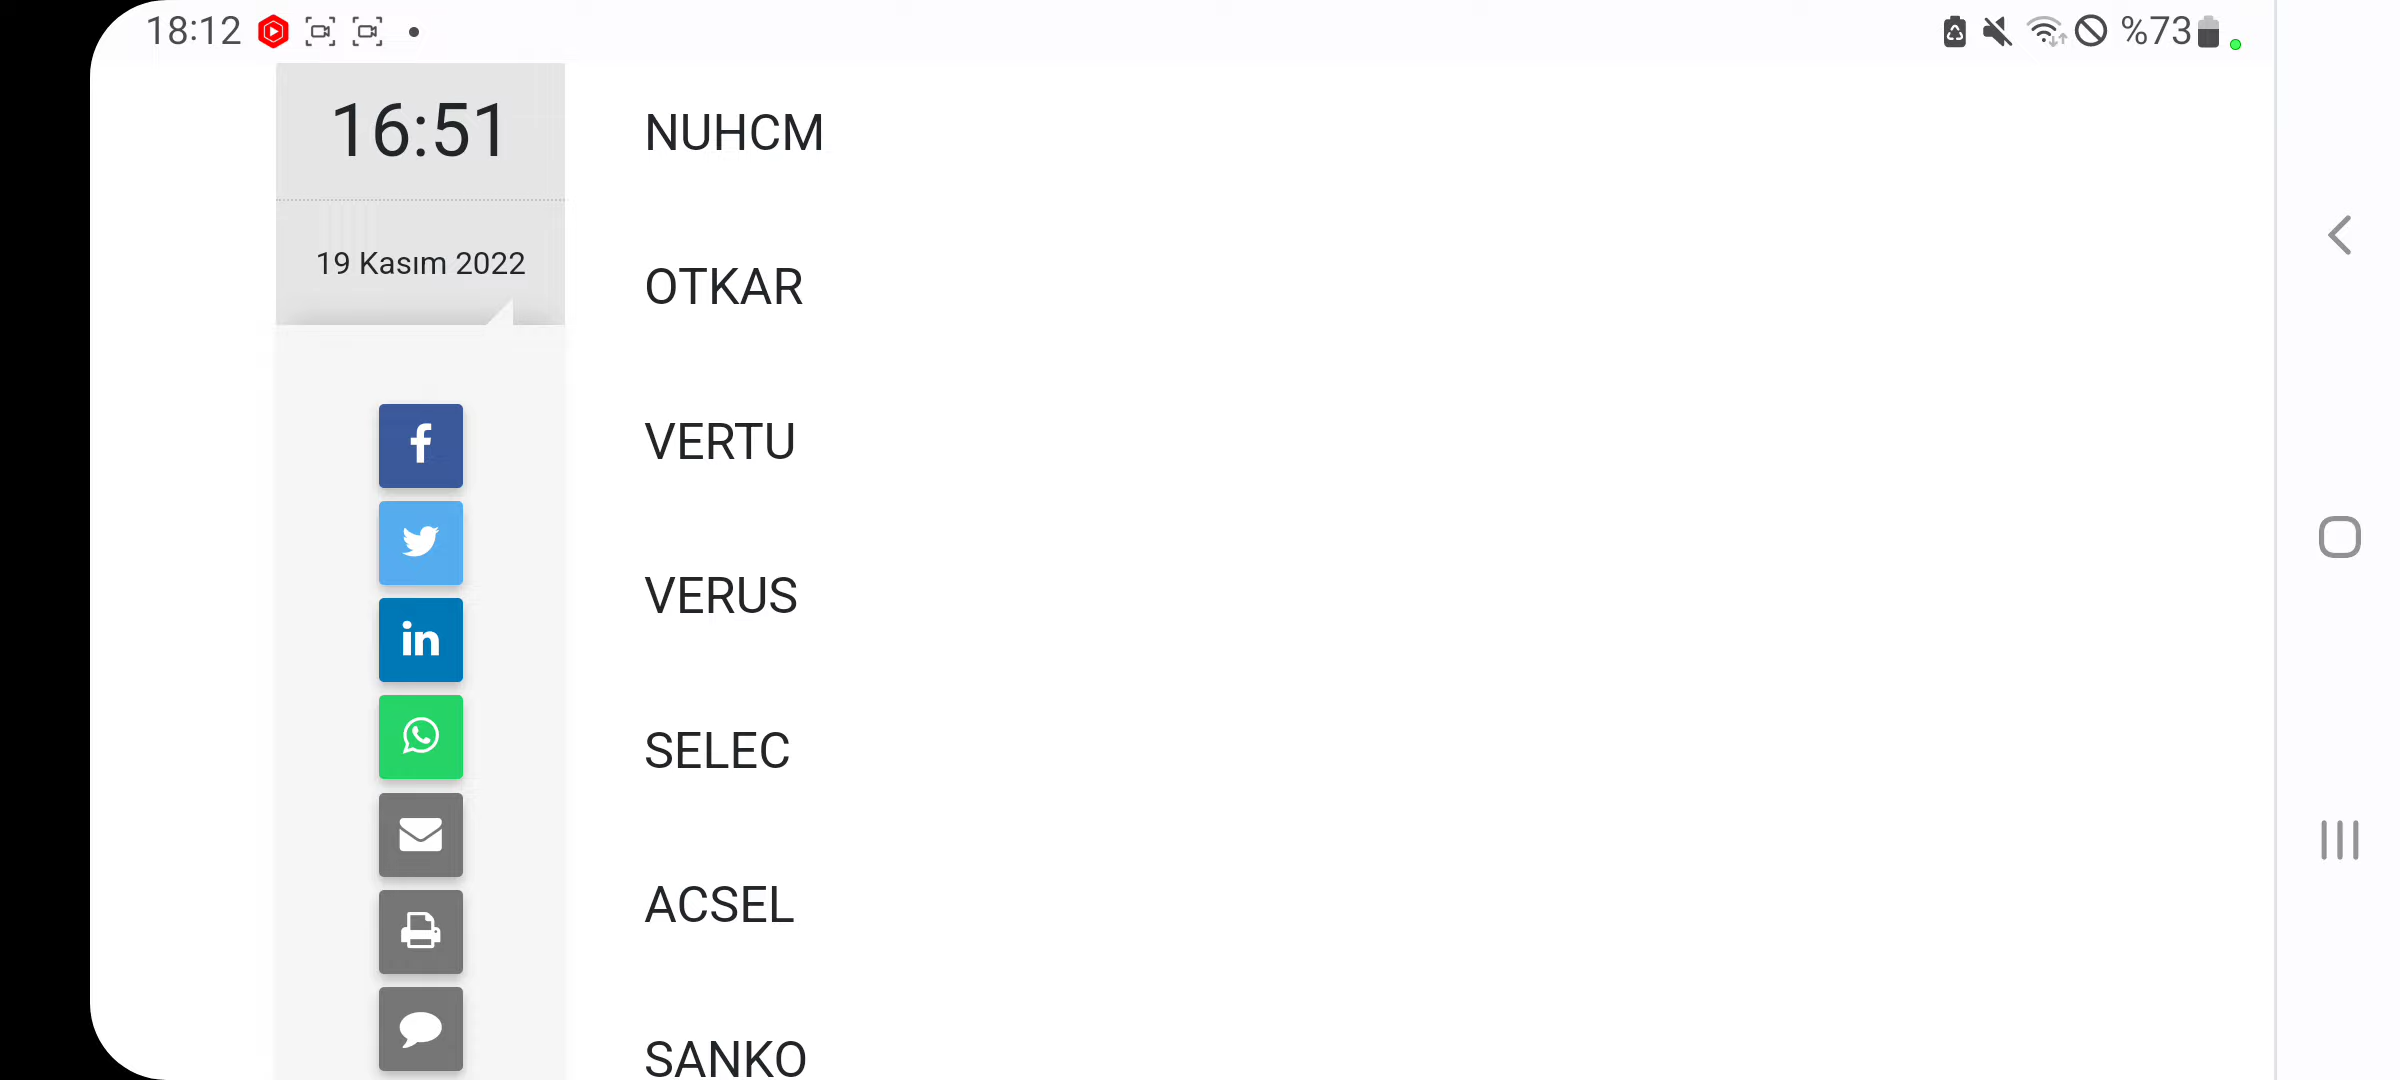 18:12
%73
16:51
19 Kasım 2022
NUHCM
OTKAR
VERTU
VERUS
SELEC
ACSEL
SANKO